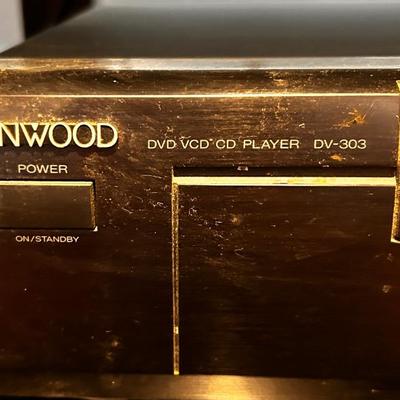 NWOOD DVD VCD CD PLAYER DV-303
POWER
ON/STANDBY